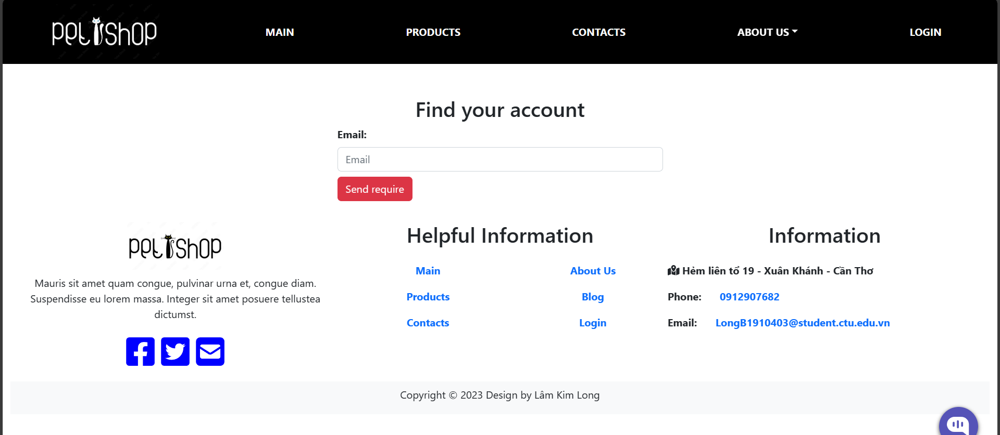 PETSHOP
MAIN
PRODUCTS
CONTACTS
ABOUT US
LOGIN
Find your account
Email:
Email
Send require
PETSHOP
Mauris sit amet quam congue, pulvinar urna et, congue diam.
Suspendisse eu lorem massa. Integer sit amet posuere tellustea
dictumst.
Helpful Information
Main
About Us
Products
Blog
Contacts
Login
Information
Hẻm liên tổ 19 - Xuân Khánh - Cần Thơ
Phone: 0912907682
Email: LongB1910403@student.ctu.edu.vn
Copyright © 2023 Design by Lâm Kim Long